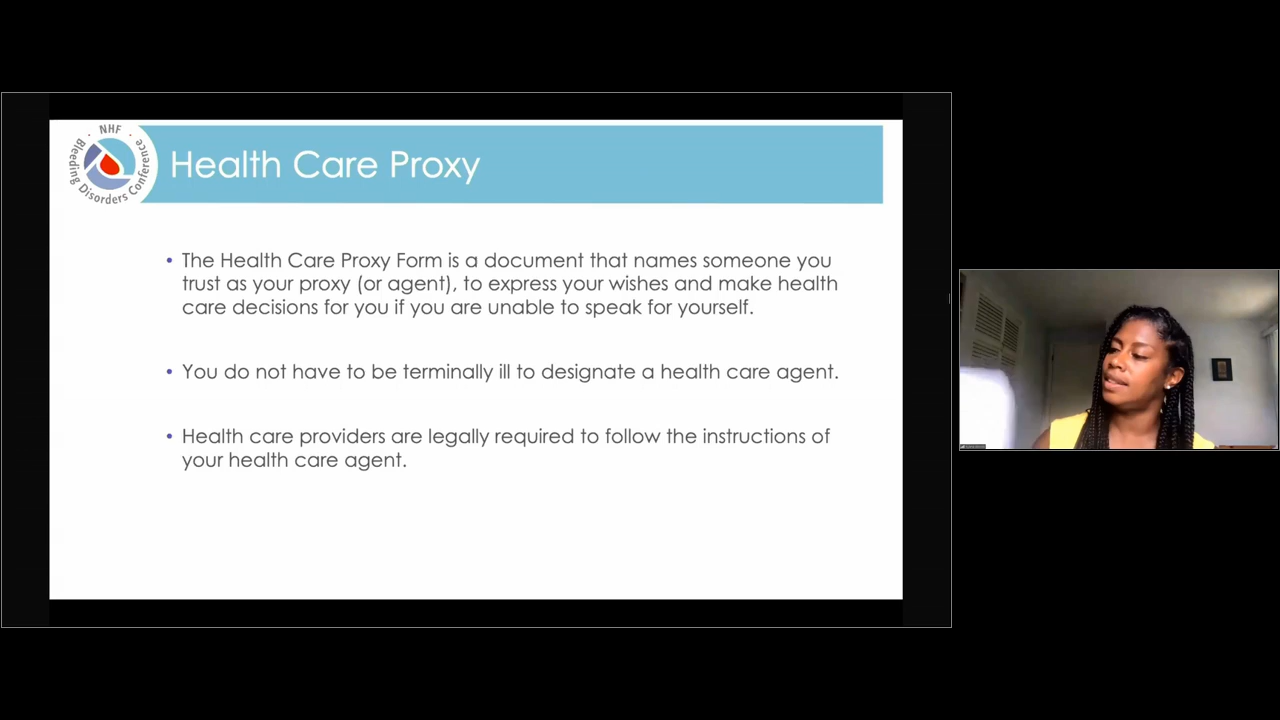 NHF
Bleeding Disorders Conference
Health Care Proxy
• The Health Care Proxy Form is a document that names someone you
trust as your proxy (or agent), to express your wishes and make health
care decisions for you if you are unable to speak for yourself.
• You do not have to be terminally ill to designate a health care agent.
• Health care providers are legally required to follow the instructions of
your health care agent.